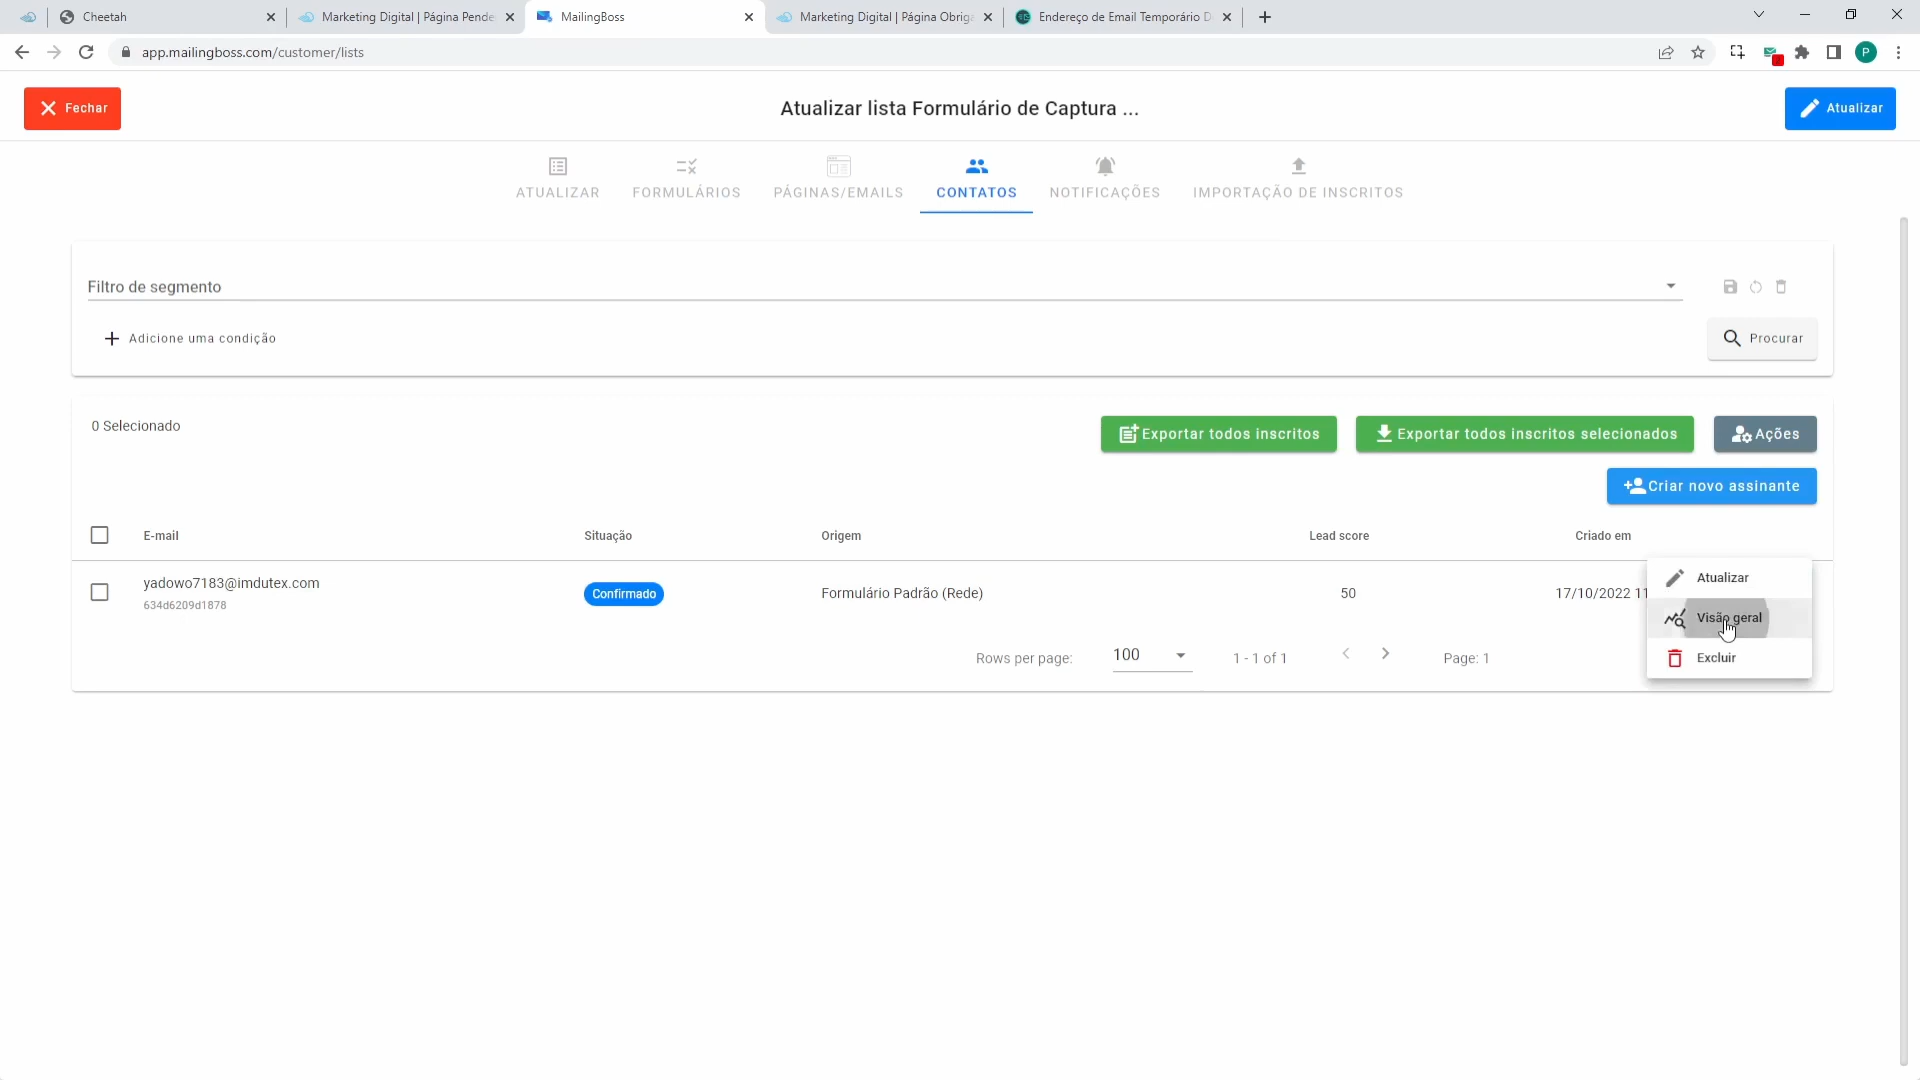 Cheetah
Marketing Digital | Página Pende
MailingBoss
Marketing Digital | Página Obriga
Endereço de Email Temporário D
app.mailingboss.com/customer/lists
P
Fechar
Atualizar lista Formulário de Captura ...
Atualizar
ATUALIZAR
FORMULÁRIOS
PÁGINAS/EMAILS
CONTATOS
NOTIFICAÇÕES
IMPORTAÇÃO DE INSCRITOS
Filtro de segmento
Adicione uma condição
Procurar
0 Selecionado
Exportar todos inscritos
Exportar todos inscritos selecionados
Ações
Criar novo assinante
E-mail
Situação
Origem
Lead score
Criado em
yadowo7183@imdutex.com
634d6209d1878
Confirmado
Formulário Padrão (Rede)
50
17/10/2022 11
Atualizar
Visão geral
Excluir
Rows per page:
100
1 - 1 of 1
Page: 1